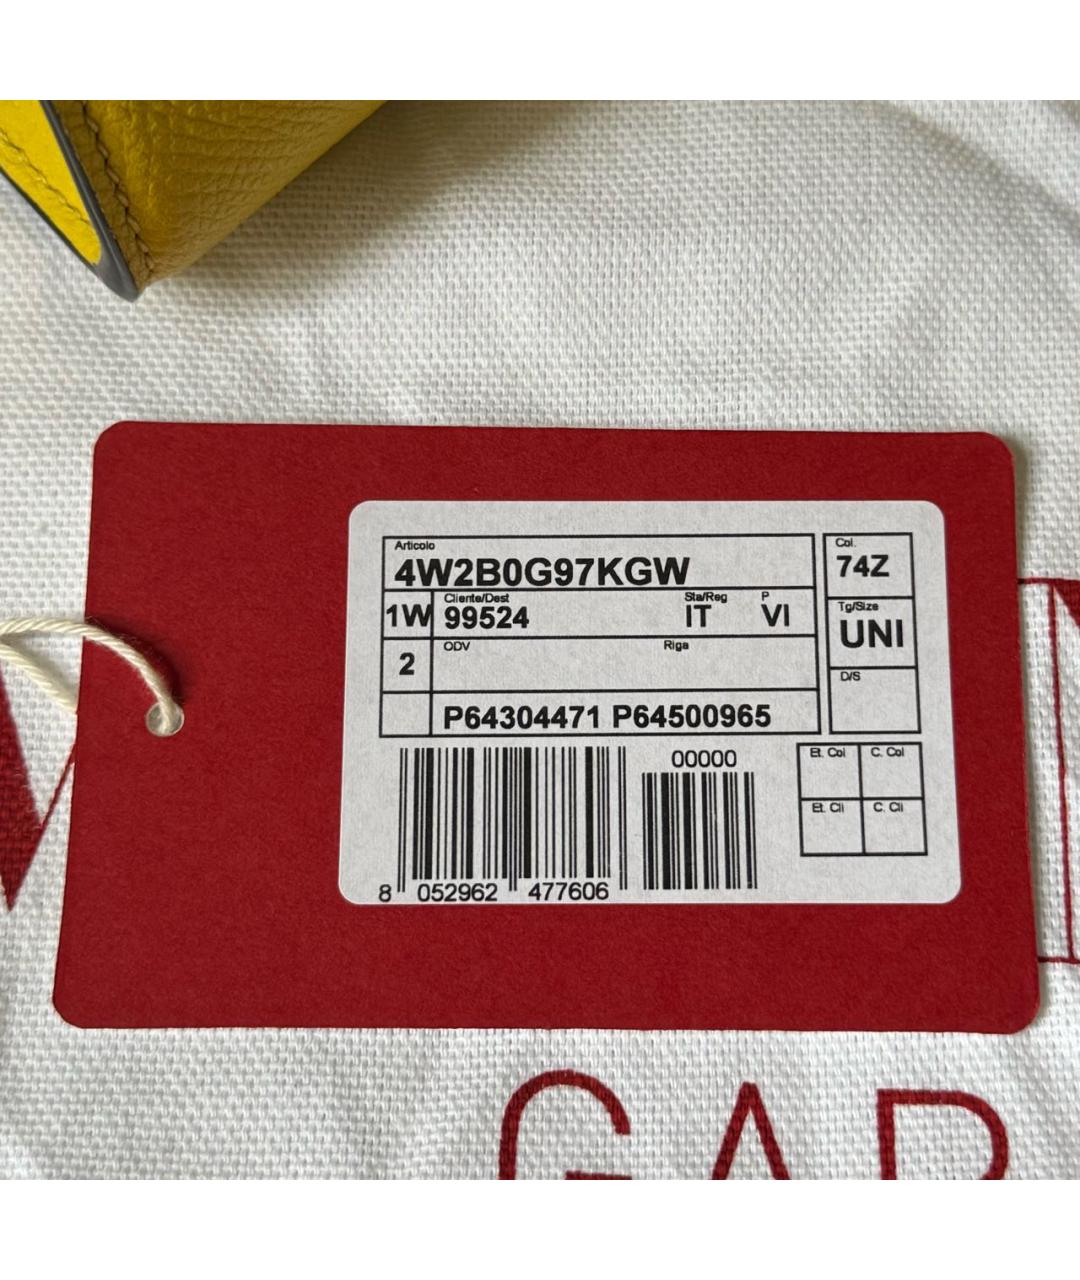 Articolo
4W2B0G97KGW
Col.
74Z
1W
Cliente/Dest
99524
Sta/Reg
IT
P
VI
Tg/Size
UNI
2
ODV
Riga
D/S
P64304471 P64500965
00000
Et. Col
C. Col
Et. Cli
C. Cli
8 052962 477606
GAR